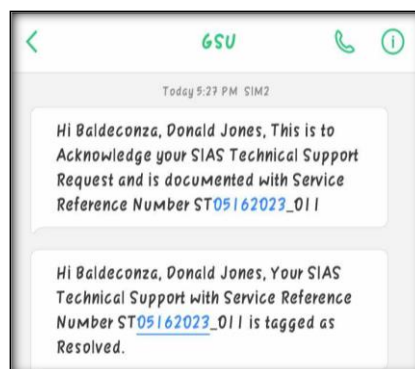 GSU
Today 5:27 PM SIM2
Hi Baldeconza, Donald Jones, This is to
Acknowledge your SIAS Technical Support
Request and is documented with Service
Reference Number ST05162023_011
Hi Baldeconza, Donald Jones, Your SIAS
Technical Support with Service Reference
Number ST05162023_011 is tagged as
Resolved.